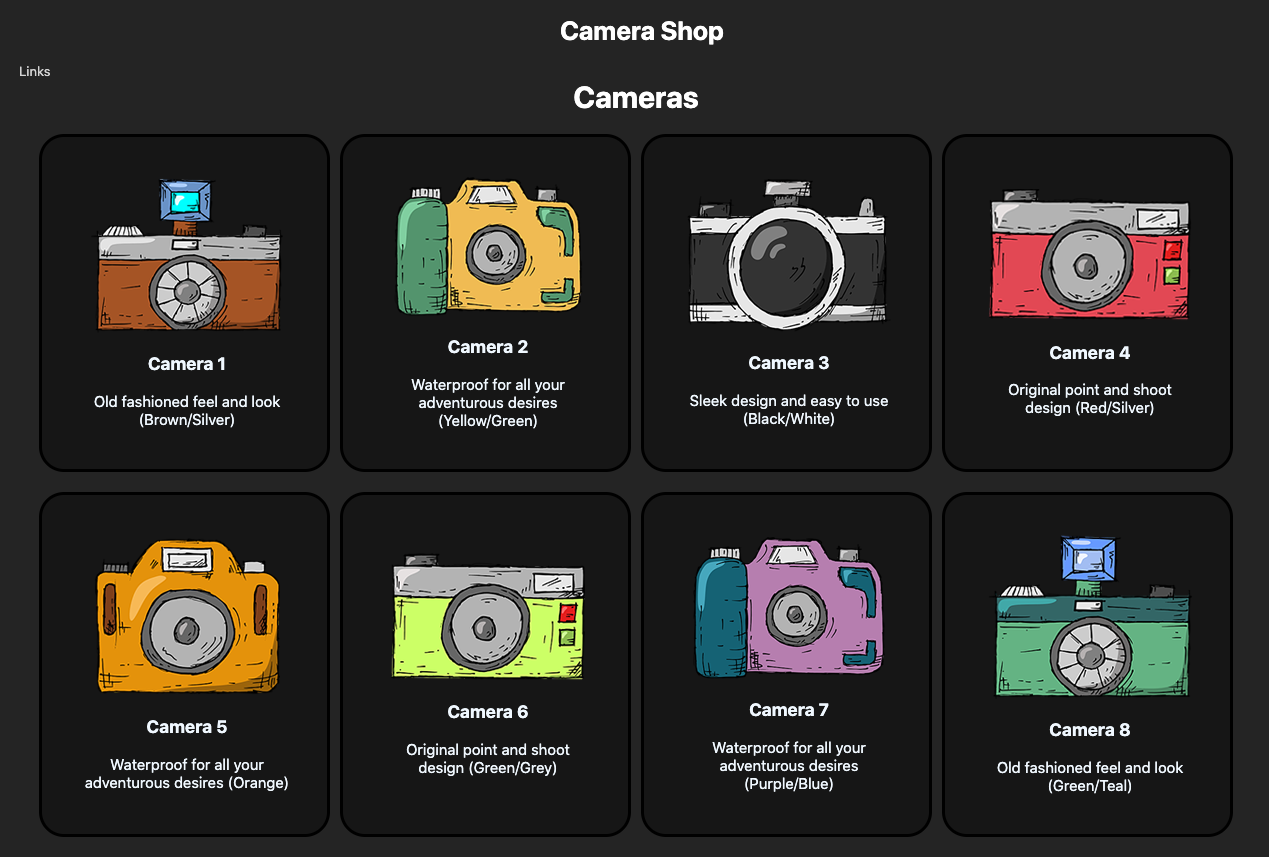 Camera Shop
Links
Cameras
Camera 1
Old fashioned feel and look
(Brown/Silver)
Camera 2
Waterproof for all your
adventurous desires
(Yellow/Green)
Camera 3
Sleek design and easy to use
(Black/White)
Camera 4
Original point and shoot
design (Red/Silver)
Camera 5
Waterproof for all your
adventurous desires (Orange)
Camera 6
Original point and shoot
design (Green/Grey)
Camera 7
Waterproof for all your
adventurous desires
(Purple/Blue)
Camera 8
Old fashioned feel and look
(Green/Teal)